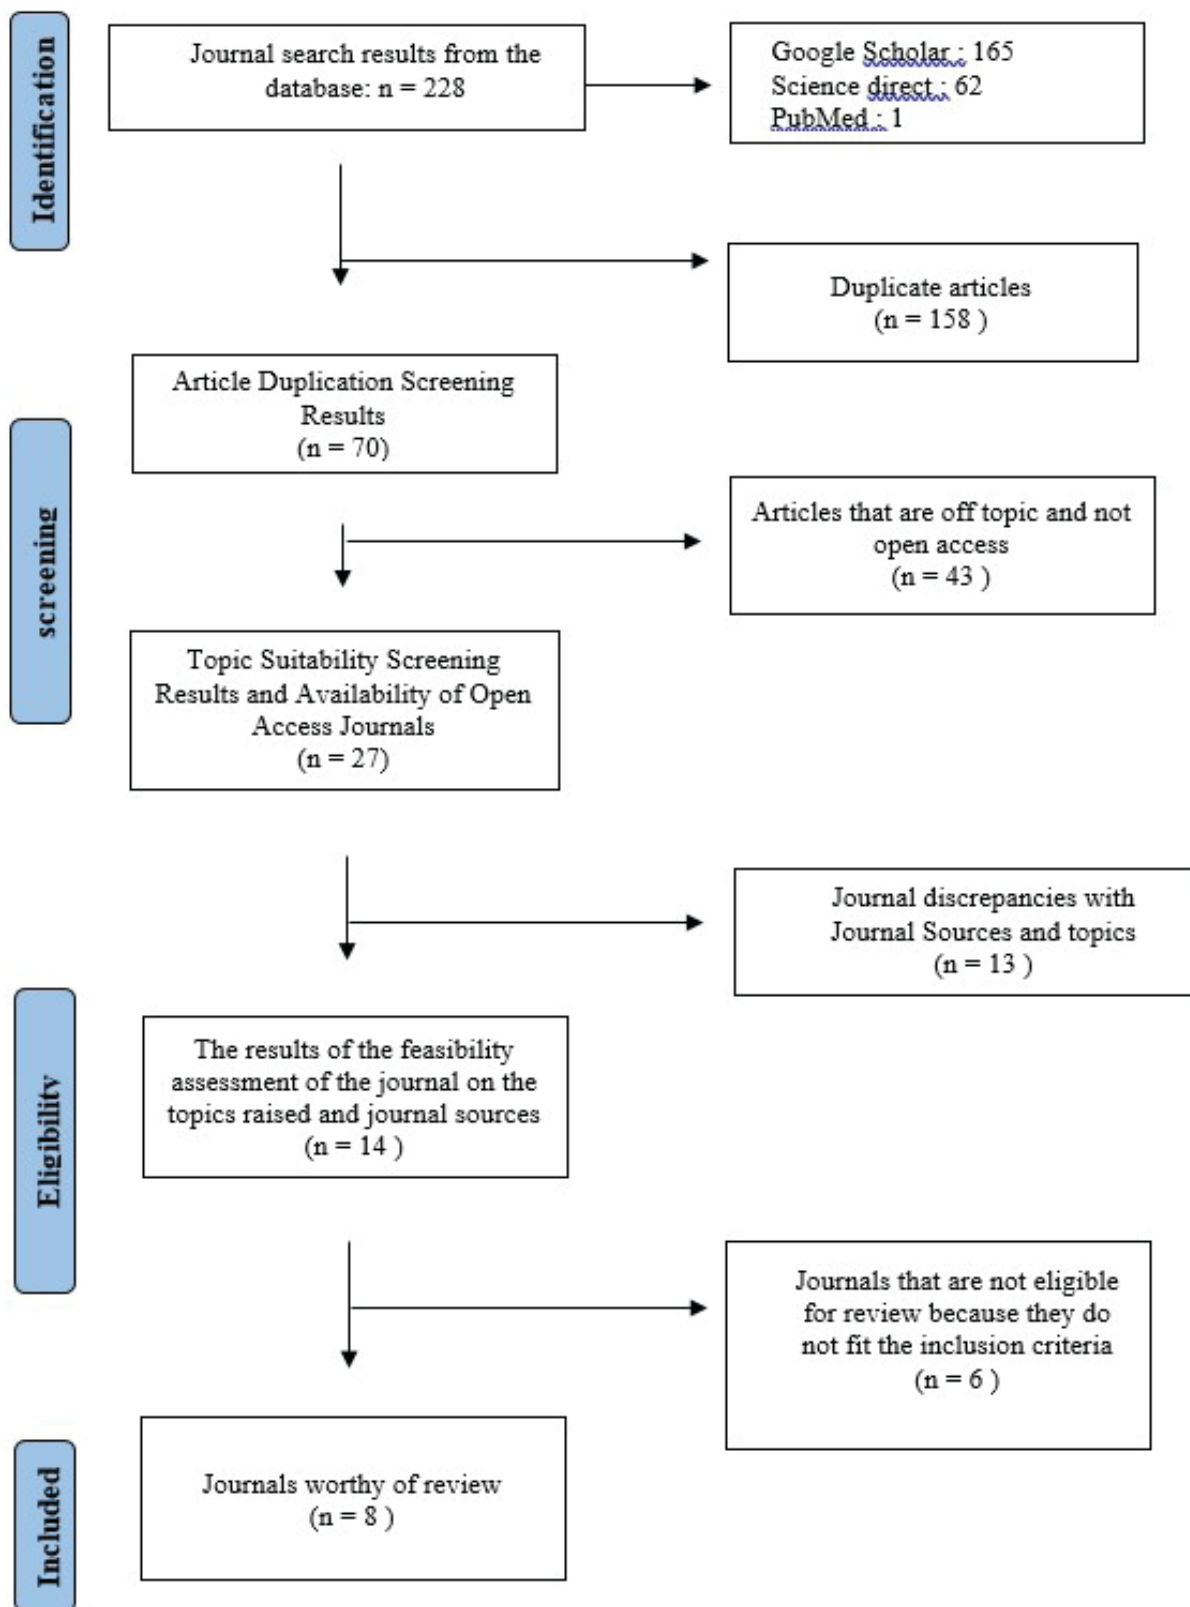 Identification
Journal search results from the
database: n = 228
Google Scholar : 165
Science direct : 62
PubMed : 1
Duplicate articles
(n = 158 )
screening
Article Duplication Screening
Results
(n = 70)
Articles that are off topic and not
open access
(n = 43 )
Topic Suitability Screening
Results and Availability of Open
Access Journals
(n = 27)
Journal discrepancies with
Journal Sources and topics
(n = 13 )
Eligibility
The results of the feasibility
assessment of the journal on the
topics raised and journal sources
(n = 14 )
Journals that are not eligible
for review because they do
not fit the inclusion criteria
(n = 6 )
Included
Journals worthy of review
(n = 8 )